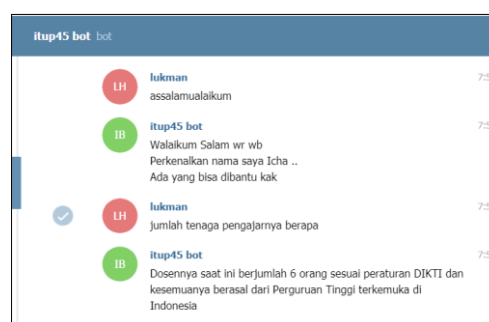 itup45 bot bot
LH
lukman
assalamualaikum
IB
itup45 bot
Walaikum Salam wr wb
Perkenalkan nama saya Icha ..
Ada yang bisa dibantu kak
LH
lukman
jumlah tenaga pengajarnya berapa
IB
itup45 bot
Dosennya saat ini berjumlah 6 orang sesuai peraturan DIKTI dan
kesemuanya berasal dari Perguruan Tinggi terkemuka di
Indonesia